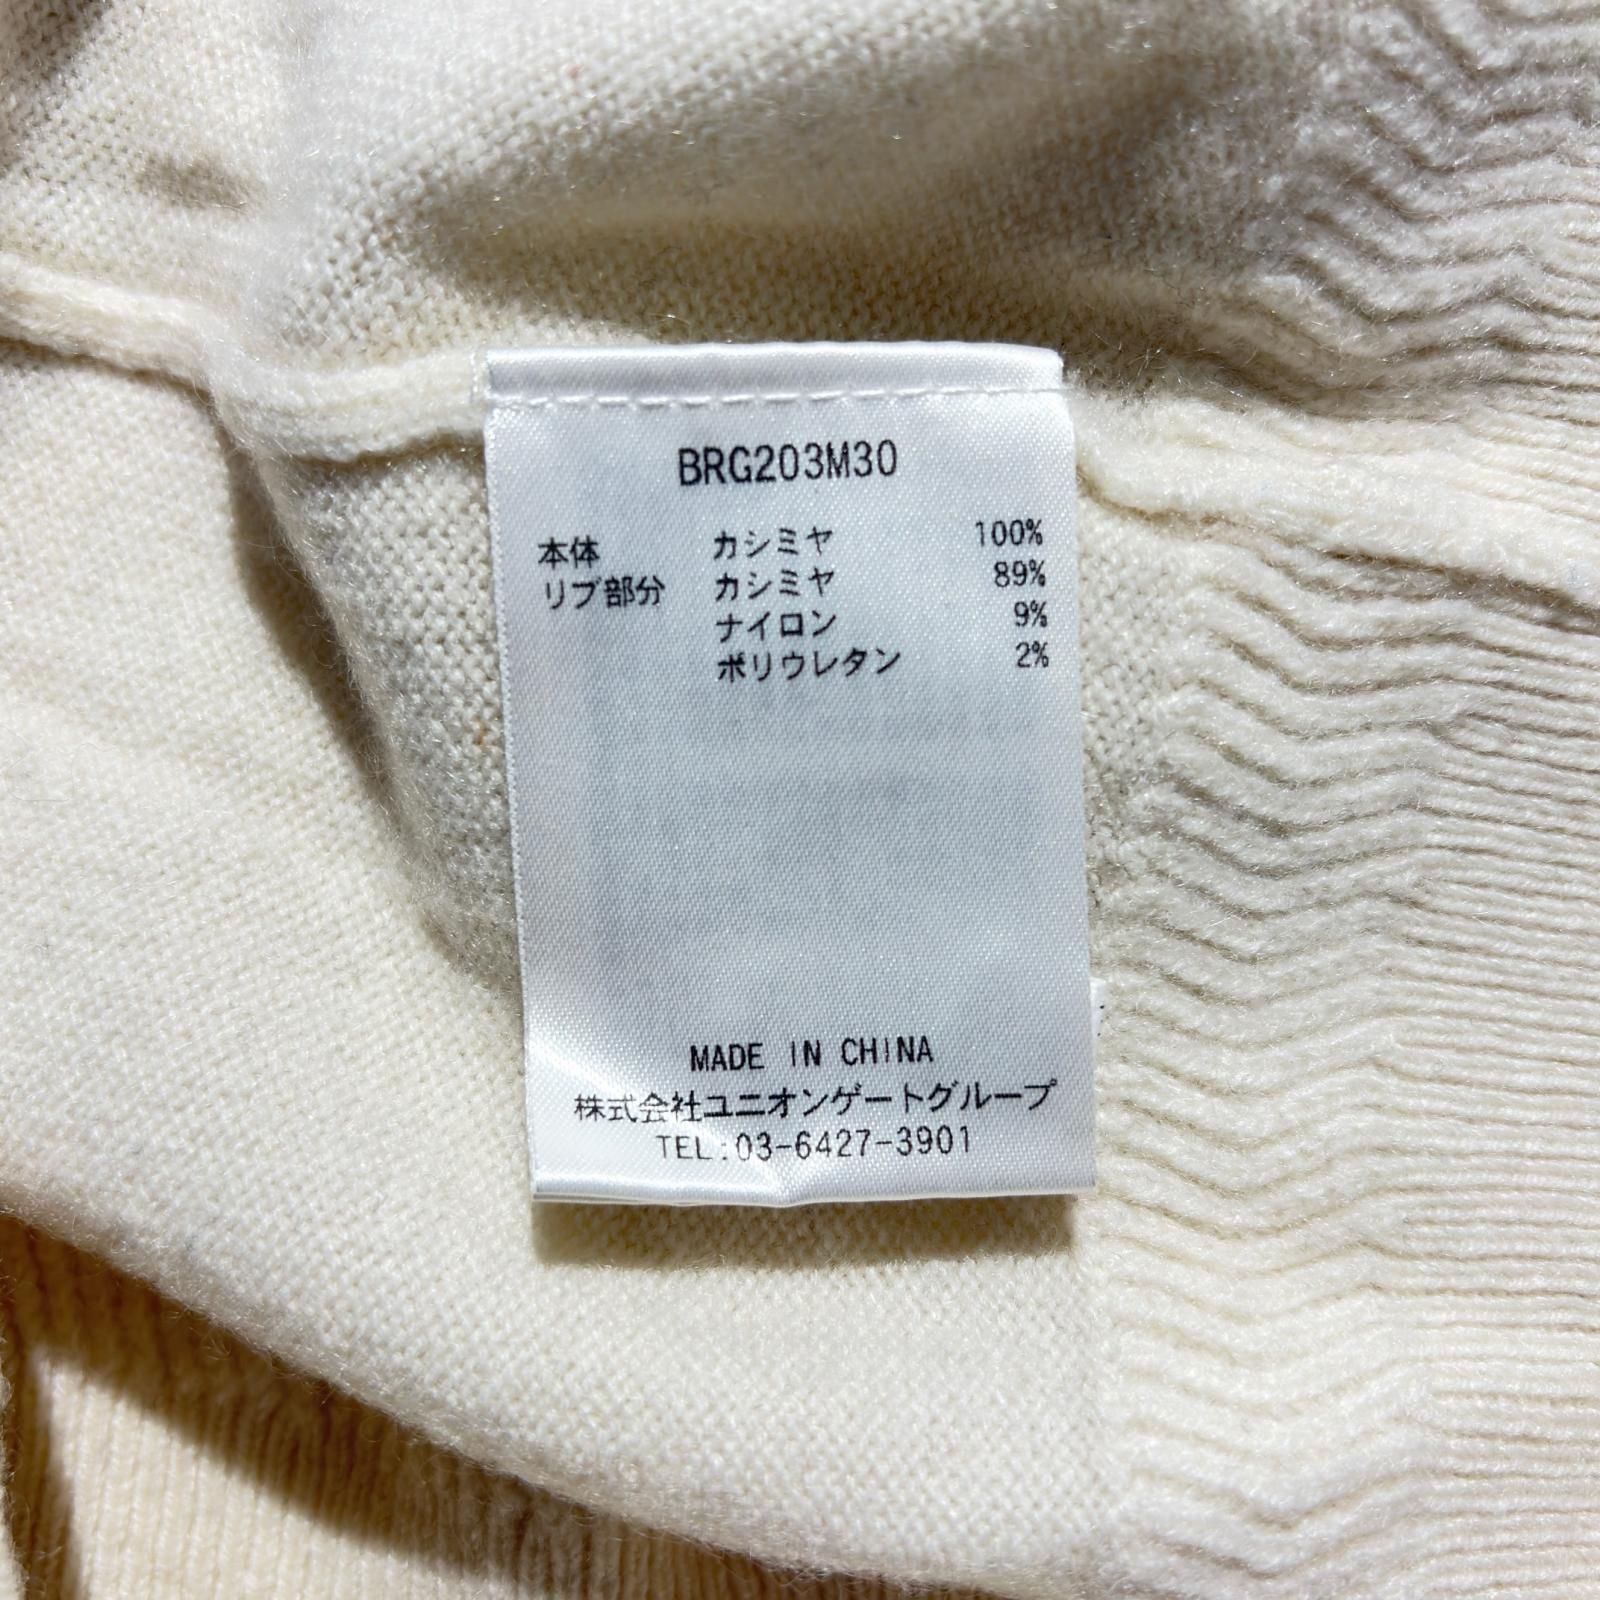 BRG203M30
本体 カシミヤ 100%
リブ部分 カシミヤ 89%
ナイロン 9%
ポリウレタン 2%
MADE IN CHINA
株式会社ユニオンゲートグループ
TEL:03-6427-3901